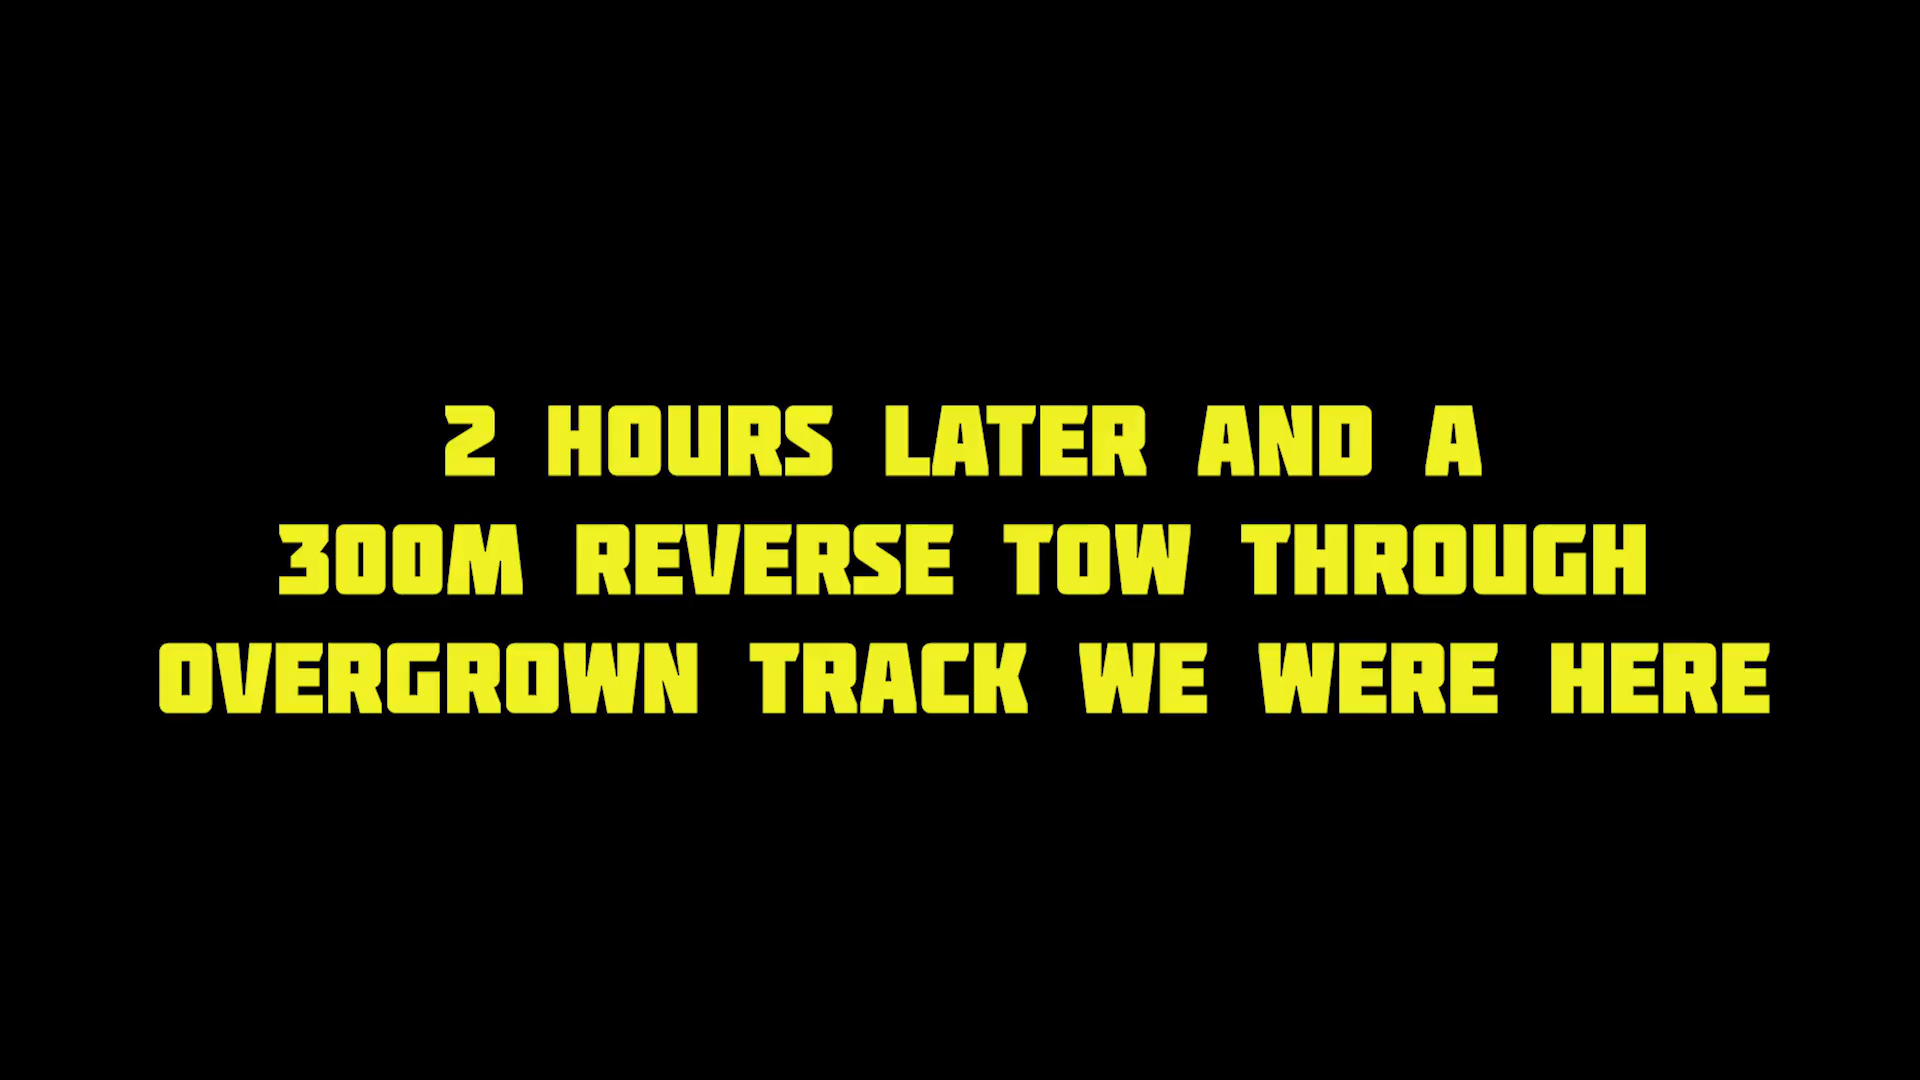 2 HOURS LATER AND A
300M REVERSE TOW THROUGH
OVERGROWN TRACK WE WERE HERE